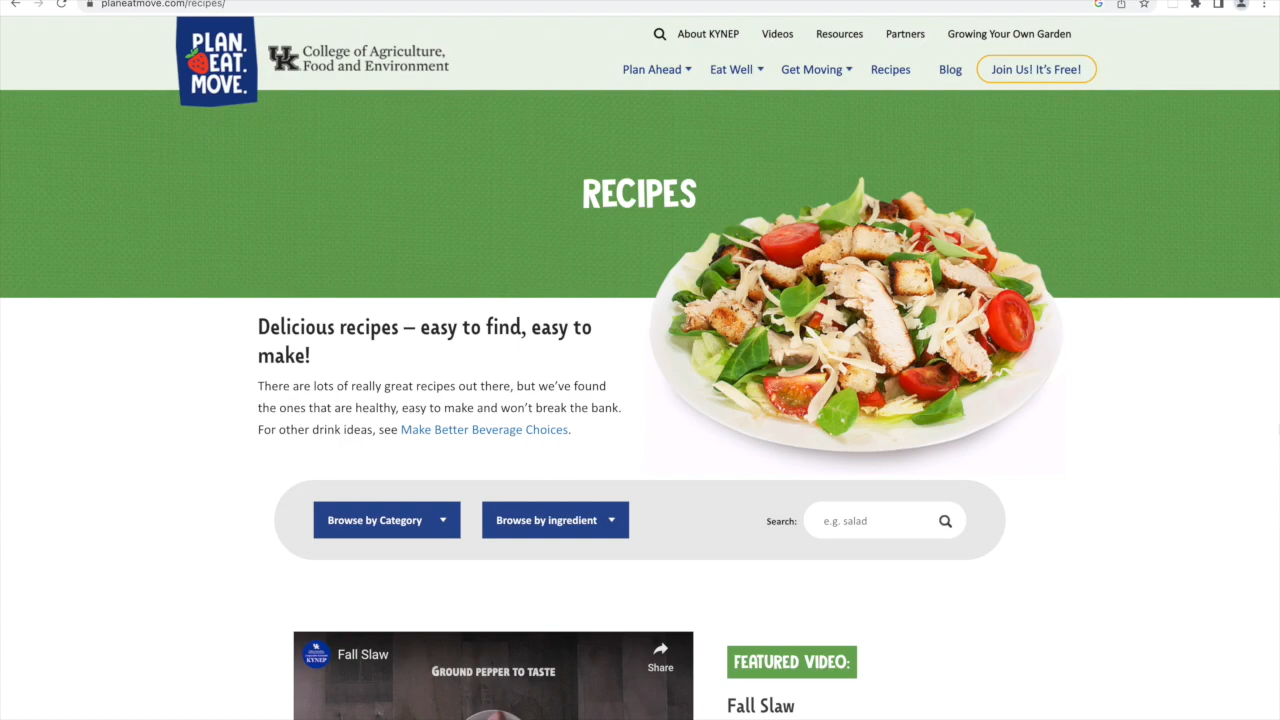 planeatmove.com/recipes/
PLAN.
EAT.
MOVE.
UK
College of Agriculture,
Food and Environment
About KYNEP
Videos
Resources
Partners
Growing Your Own Garden
Plan Ahead
Eat Well
Get Moving
Recipes
Blog
Join Us! It's Free!
RECIPES
Delicious recipes – easy to find, easy to
make!
There are lots of really great recipes out there, but we've found
the ones that are healthy, easy to make and won't break the bank.
For other drink ideas, see Make Better Beverage Choices.
Browse by Category
Browse by ingredient
Search:
e.g. salad
KYNEP
Fall Slaw
GROUND PEPPER TO TASTE
Share
FEATURED VIDEO:
Fall Slaw